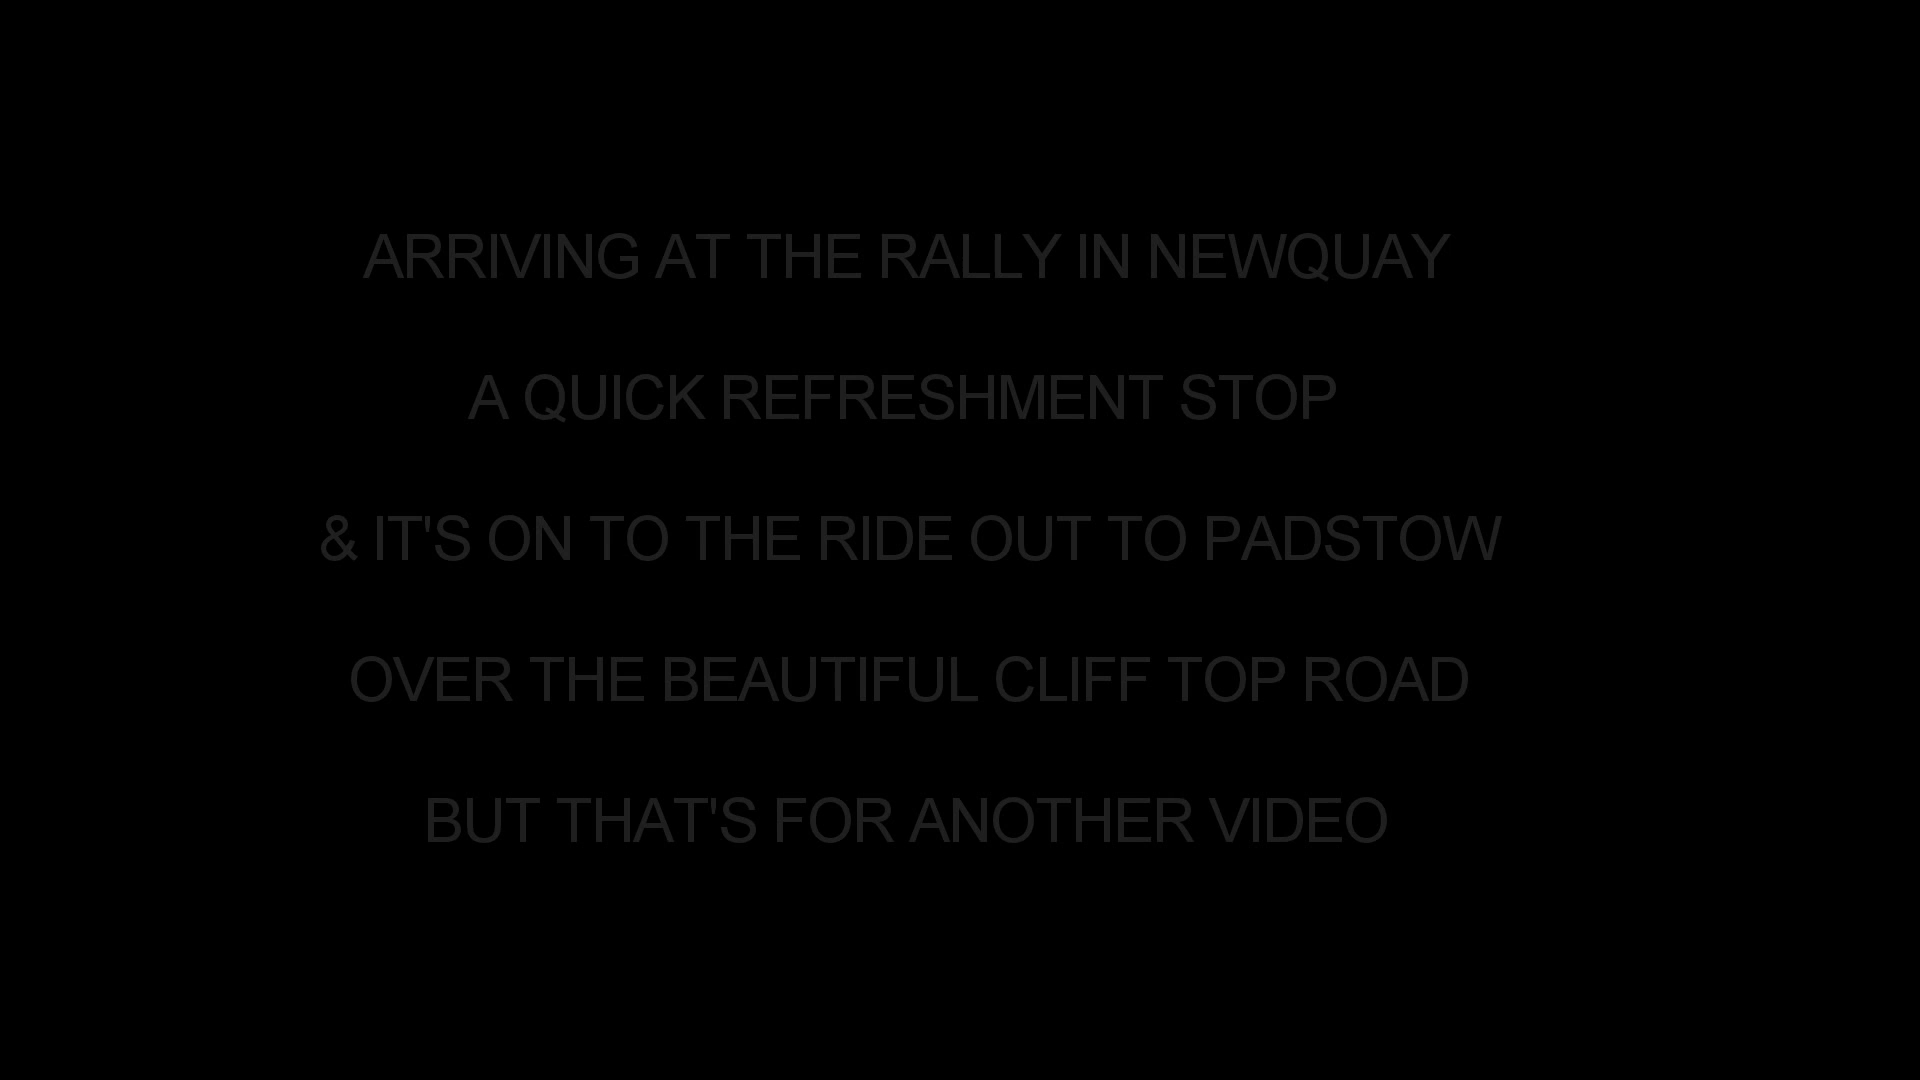 ARRIVING AT THE RALLY IN NEWQUAY
A QUICK REFRESHMENT STOP
& IT'S ON TO THE RIDE OUT TO PADSTOW
OVER THE BEAUTIFUL CLIFF TOP ROAD
BUT THAT'S FOR ANOTHER VIDEO